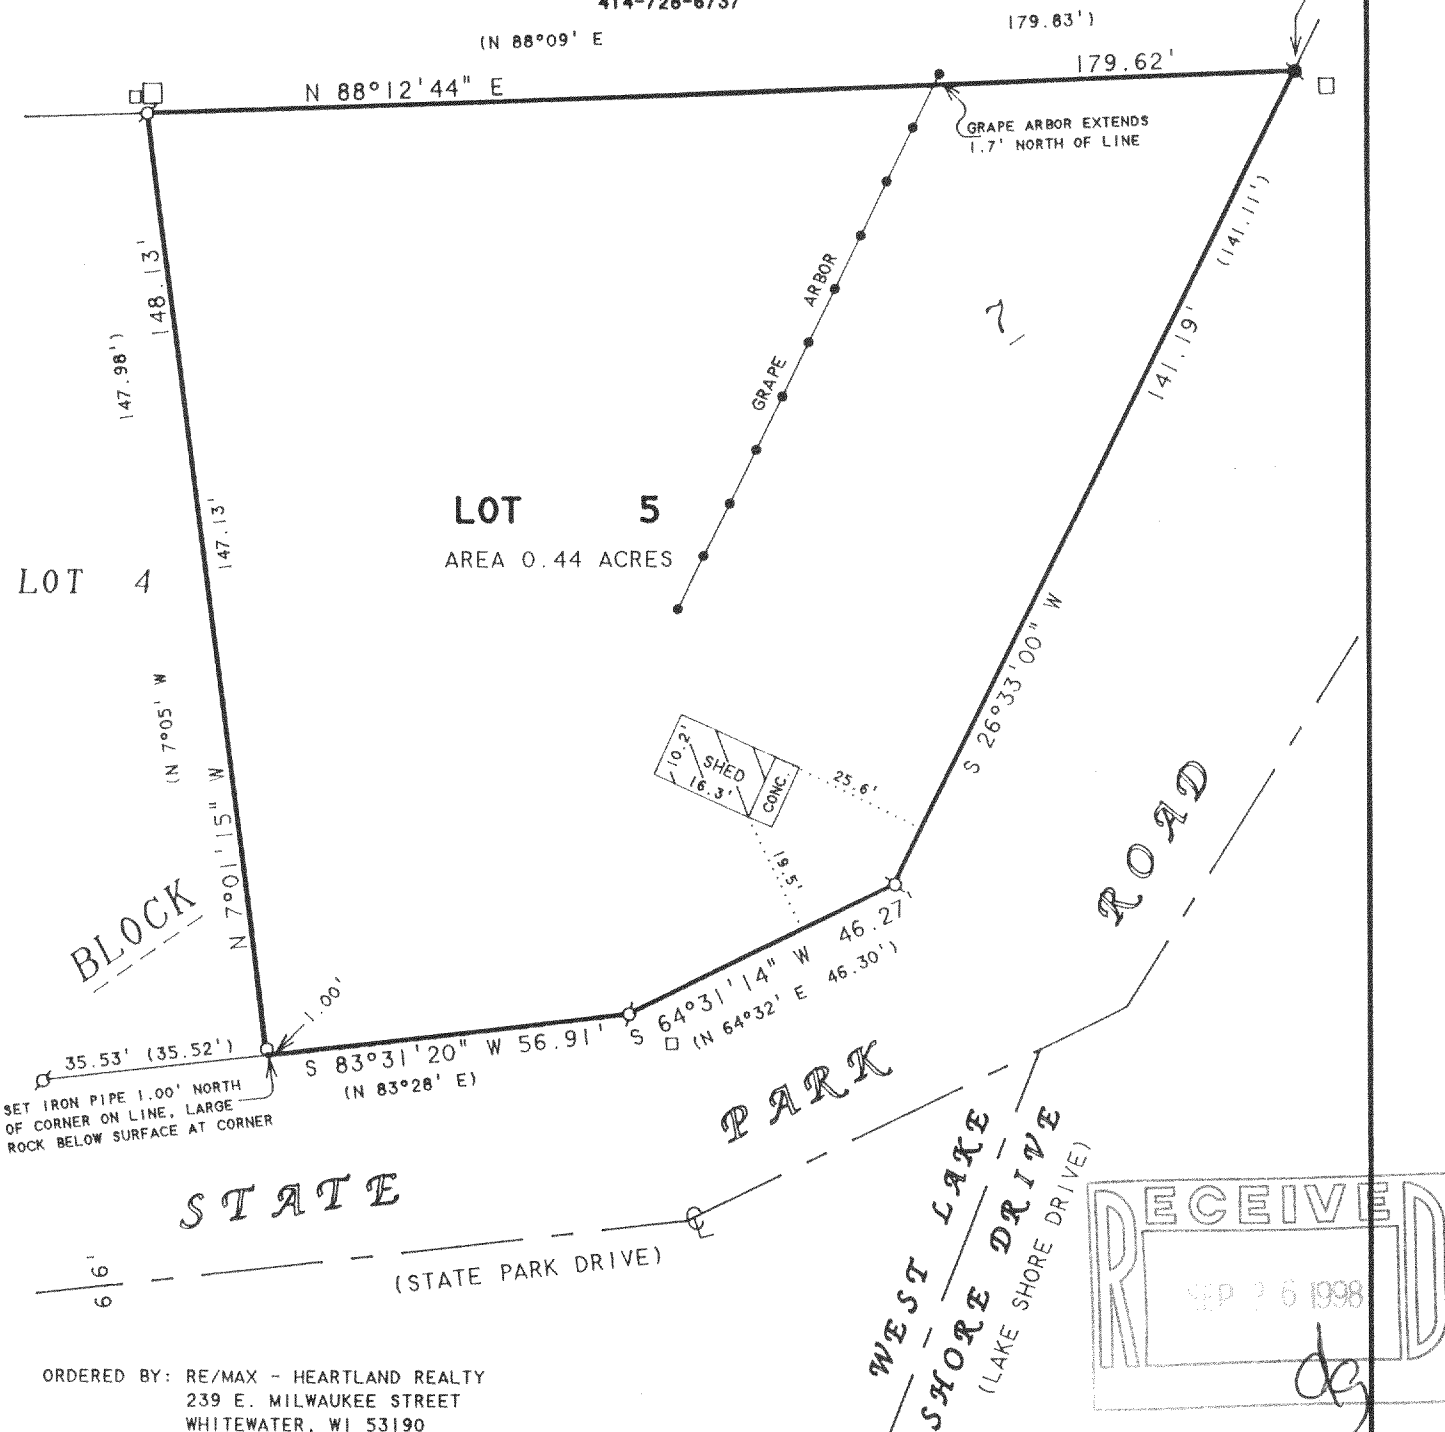 414-728-6737
(N 88°09' E
179.83')
N 88°12'44" E
179.62'
GRAPE ARBOR EXTENDS
1.7' NORTH OF LINE
148.13'
147.98')
(141.11')
141.19'
GRAPE ARBOR
7
LOT 5
AREA 0.44 ACRES
147.13'
LOT 4
(N 7°05' W
N 7°01'15" W
S 26°33'00" W
10.2'
SHED
16.3'
CONC.
25.6'
19.5'
BLOCK
ROAD
1.00'
35.53' (35.52')
S 83°31'20" W 56.91'
(N 83°28' E)
S 64°31'14" W 46.27'
(N 64°32' E 46.30')
SET IRON PIPE 1.00' NORTH
OF CORNER ON LINE, LARGE
ROCK BELOW SURFACE AT CORNER
PARK
STATE
(STATE PARK DRIVE)
66'
WEST LAKE
SHORE DRIVE
(LAKE SHORE DRIVE)
RECEIVED
SEP 26 1998
ORDERED BY: RE/MAX - HEARTLAND REALTY
239 E. MILWAUKEE STREET
WHITEWATER, WI 53190